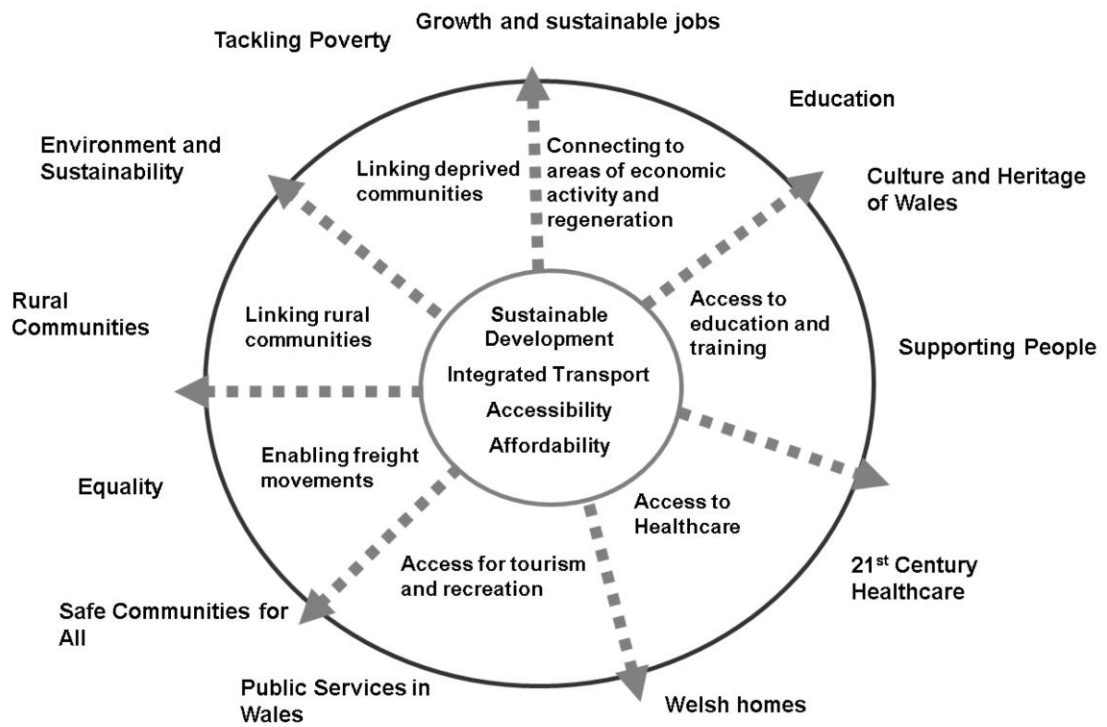 Growth and sustainable jobs
Tackling Poverty
Education
Environment and
Sustainability
Culture and Heritage
of Wales
Rural
Communities
Supporting People
Equality
21st Century
Healthcare
Safe Communities for
All
Public Services in
Wales
Welsh homes
Linking deprived
communities
Connecting to
areas of economic
activity and
regeneration
Linking rural
communities
Access to
education and
training
Enabling freight
movements
Access to
Healthcare
Access for tourism
and recreation
Sustainable
Development
Integrated Transport
Accessibility
Affordability